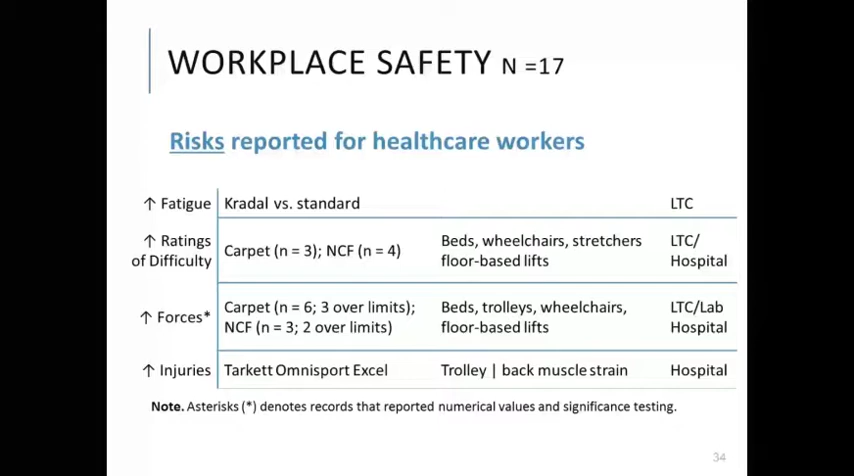 WORKPLACE SAFETY N =17
Risks reported for healthcare workers
↑ Fatigue Kradal vs. standard LTC
↑ Ratings of Difficulty Carpet (n = 3); NCF (n = 4) Beds, wheelchairs, stretchers floor-based lifts LTC/ Hospital
↑ Forces* Carpet (n = 6; 3 over limits); NCF (n = 3; 2 over limits) Beds, trolleys, wheelchairs, floor-based lifts LTC/Lab Hospital
↑ Injuries Tarkett Omnisport Excel Trolley | back muscle strain Hospital
Note. Asterisks (*) denotes records that reported numerical values and significance testing.
34